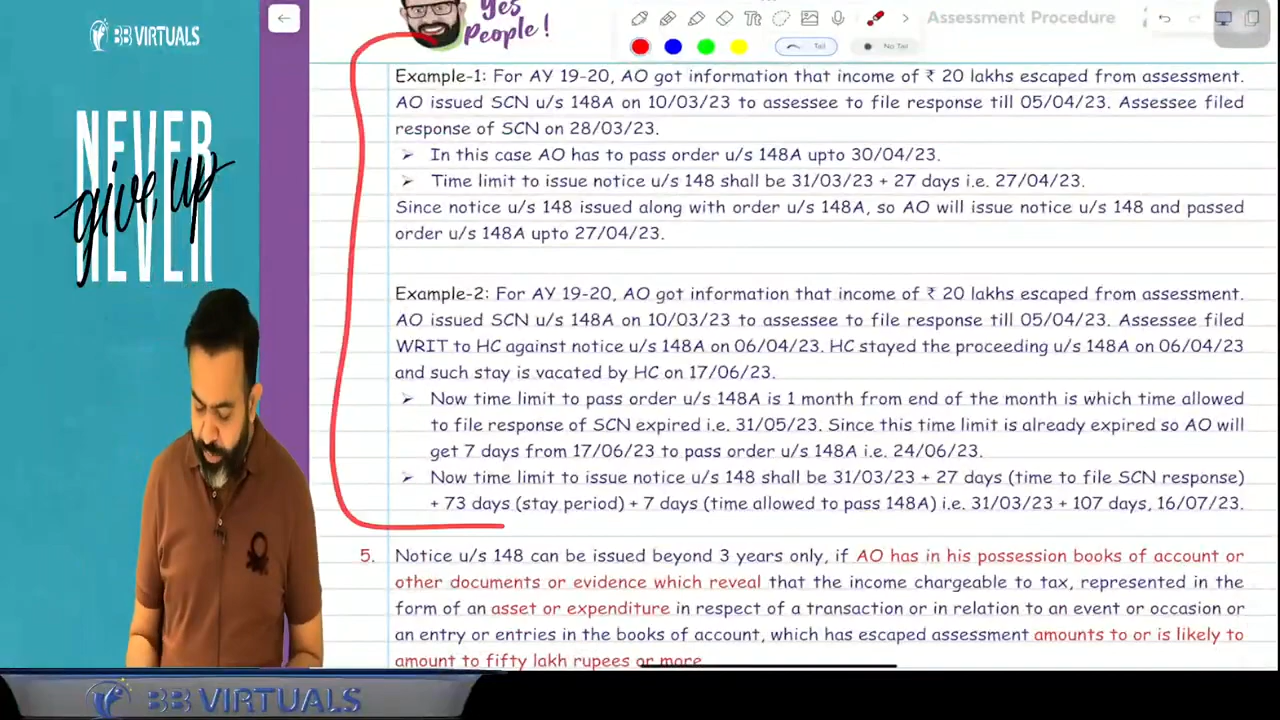 Yes
People!
BB VIRTUALS
Tt
Assessment Procedure
Tail
No Tail
NEVER
give up
NEVER
Example-1: For AY 19-20, AO got information that income of ₹ 20 lakhs escaped from assessment.
AO issued SCN u/s 148A on 10/03/23 to assessee to file response till 05/04/23. Assessee filed
response of SCN on 28/03/23.
➢ In this case AO has to pass order u/s 148A upto 30/04/23.
➢ Time limit to issue notice u/s 148 shall be 31/03/23 + 27 days i.e. 27/04/23.
Since notice u/s 148 issued along with order u/s 148A, so AO will issue notice u/s 148 and passed
order u/s 148A upto 27/04/23.
Example-2: For AY 19-20, AO got information that income of ₹ 20 lakhs escaped from assessment.
AO issued SCN u/s 148A on 10/03/23 to assessee to file response till 05/04/23. Assessee filed
WRIT to HC against notice u/s 148A on 06/04/23. HC stayed the proceeding u/s 148A on 06/04/23
and such stay is vacated by HC on 17/06/23.
➢ Now time limit to pass order u/s 148A is 1 month from end of the month is which time allowed
to file response of SCN expired i.e. 31/05/23. Since this time limit is already expired so AO will
get 7 days from 17/06/23 to pass order u/s 148A i.e. 24/06/23.
➢ Now time limit to issue notice u/s 148 shall be 31/03/23 + 27 days (time to file SCN response)
+ 73 days (stay period) + 7 days (time allowed to pass 148A) i.e. 31/03/23 + 107 days, 16/07/23.
5. Notice u/s 148 can be issued beyond 3 years only, if AO has in his possession books of account or
other documents or evidence which reveal that the income chargeable to tax, represented in the
form of an asset or expenditure in respect of a transaction or in relation to an event or occasion or
an entry or entries in the books of account, which has escaped assessment amounts to or is likely to
amount to fifty lakh rupees or more
BB VIRTUALS